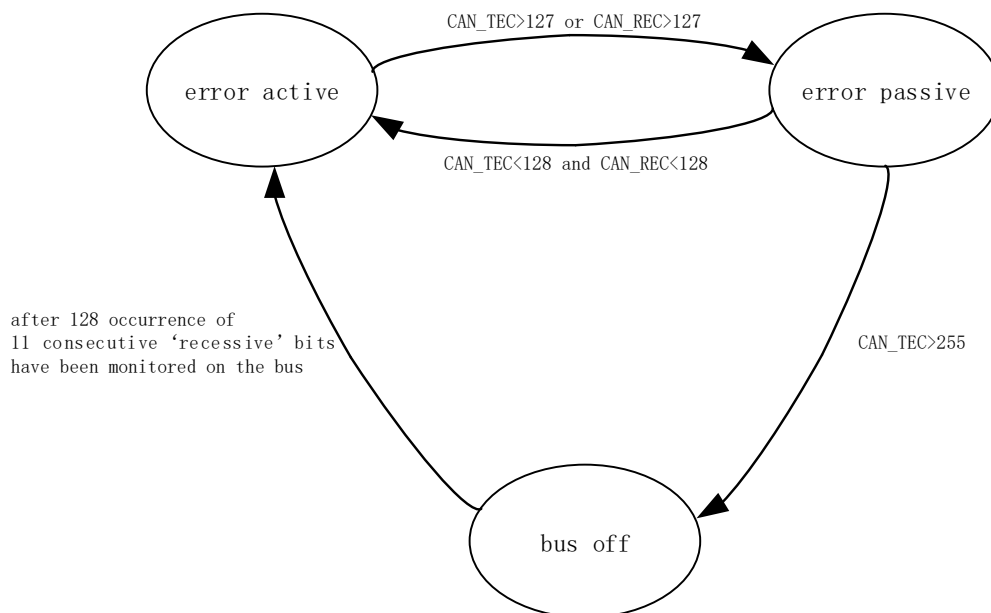 CAN_TEC>127 or CAN_REC>127
error active
error passive
CAN_TEC<128 and CAN_REC<128
after 128 occurrence of
11 consecutive ‘recessive’ bits
have been monitored on the bus
CAN_TEC>255
bus off